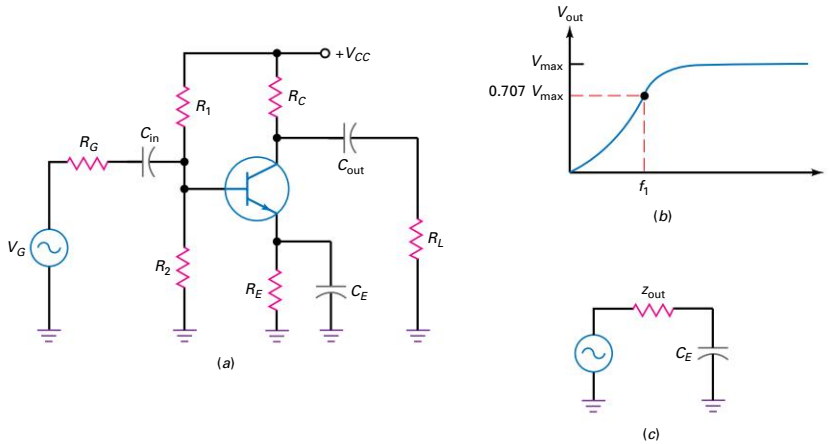 +V_CC
R_1
R_C
R_G
C_in
C_out
V_G
R_2
R_E
C_E
R_L
(a)
V_out
V_max
0.707 V_max
f_1
(b)
z_out
C_E
(c)